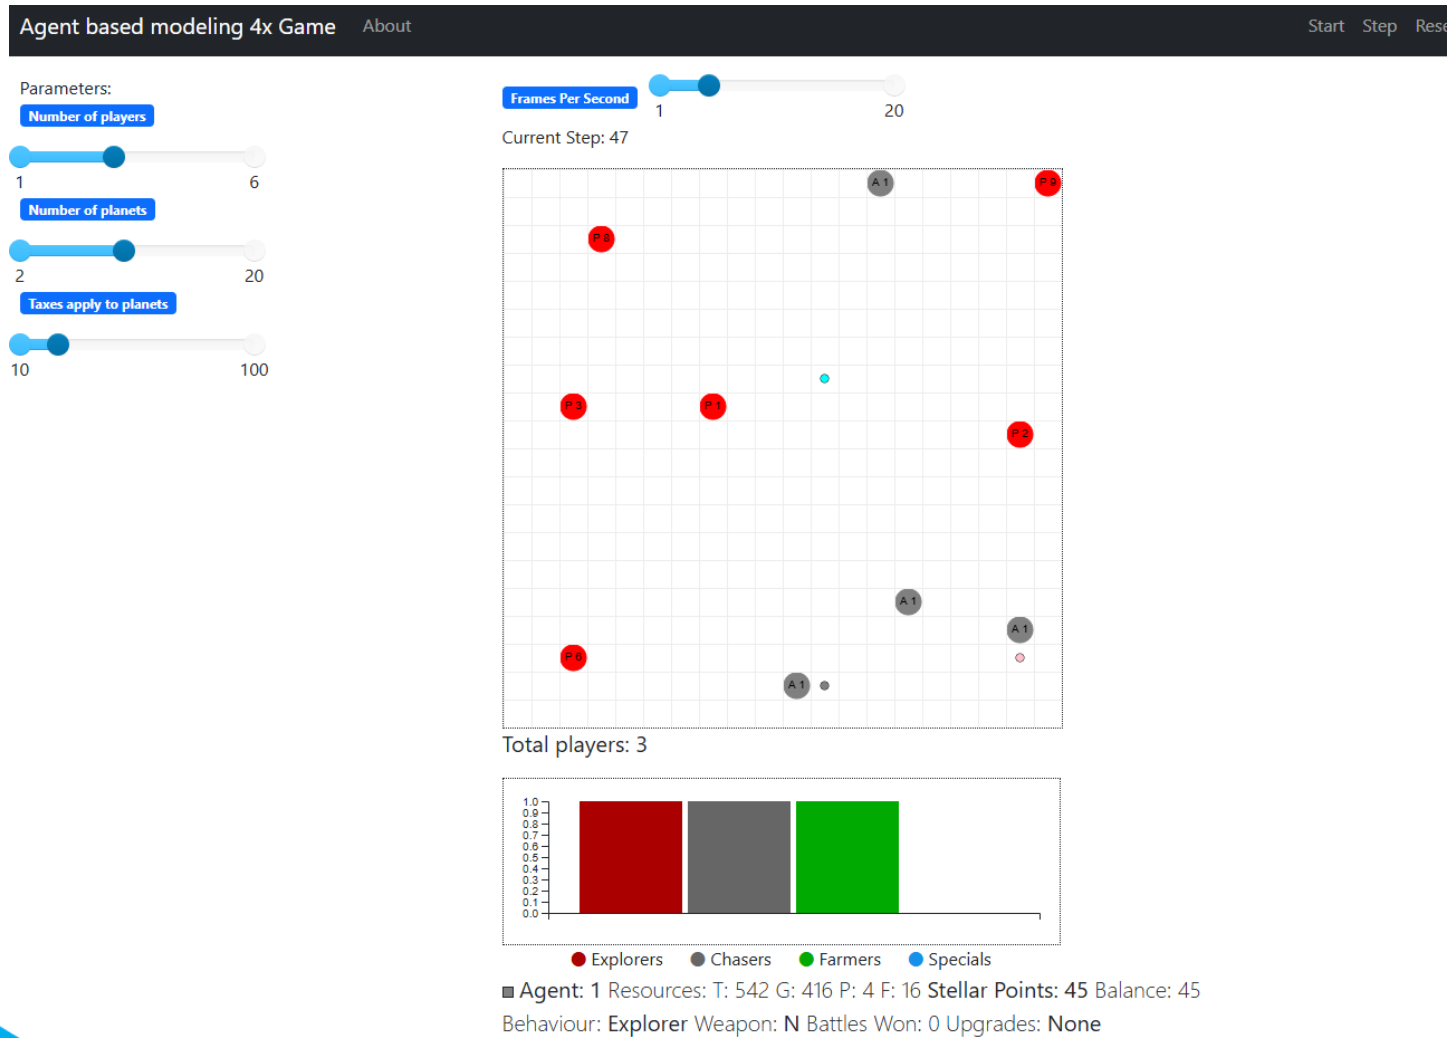 Agent based modeling 4x Game About Start Step Rese
Parameters:
Number of players
1 6
Number of planets
2 20
Taxes apply to planets
10 100
Frames Per Second
1 20
Current Step: 47
A 1
P 9
P 8
P 3
P 1
P 2
A 1
A 1
P 6
A 1
Total players: 3
1.0
0.9
0.8
0.7
0.6
0.5
0.4
0.3
0.2
0.1
0.0
Explorers Chasers Farmers Specials
Agent: 1 Resources: T: 542 G: 416 P: 4 F: 16 Stellar Points: 45 Balance: 45
Behaviour: Explorer Weapon: N Battles Won: 0 Upgrades: None